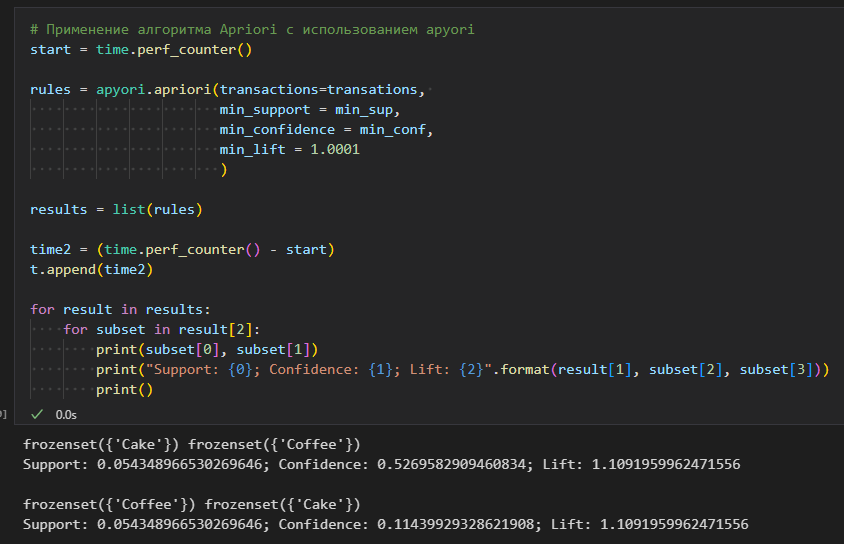 # Применение алгоритма Apriori с использованием apyori
start = time.perf_counter()
rules = apyori.apriori(transactions=transations,
min_support = min_sup,
min_confidence = min_conf,
min_lift = 1.0001
)
results = list(rules)
time2 = (time.perf_counter() - start)
t.append(time2)
for result in results:
for subset in result[2]:
print(subset[0], subset[1])
print("Support: {0}; Confidence: {1}; Lift: {2}".format(result[1], subset[2], subset[3]))
print()
✓ 0.0s
frozenset({'Cake'}) frozenset({'Coffee'})
Support: 0.054348966530269646; Confidence: 0.5269582909460834; Lift: 1.1091959962471556
frozenset({'Coffee'}) frozenset({'Cake'})
Support: 0.054348966530269646; Confidence: 0.11439929328621908; Lift: 1.1091959962471556